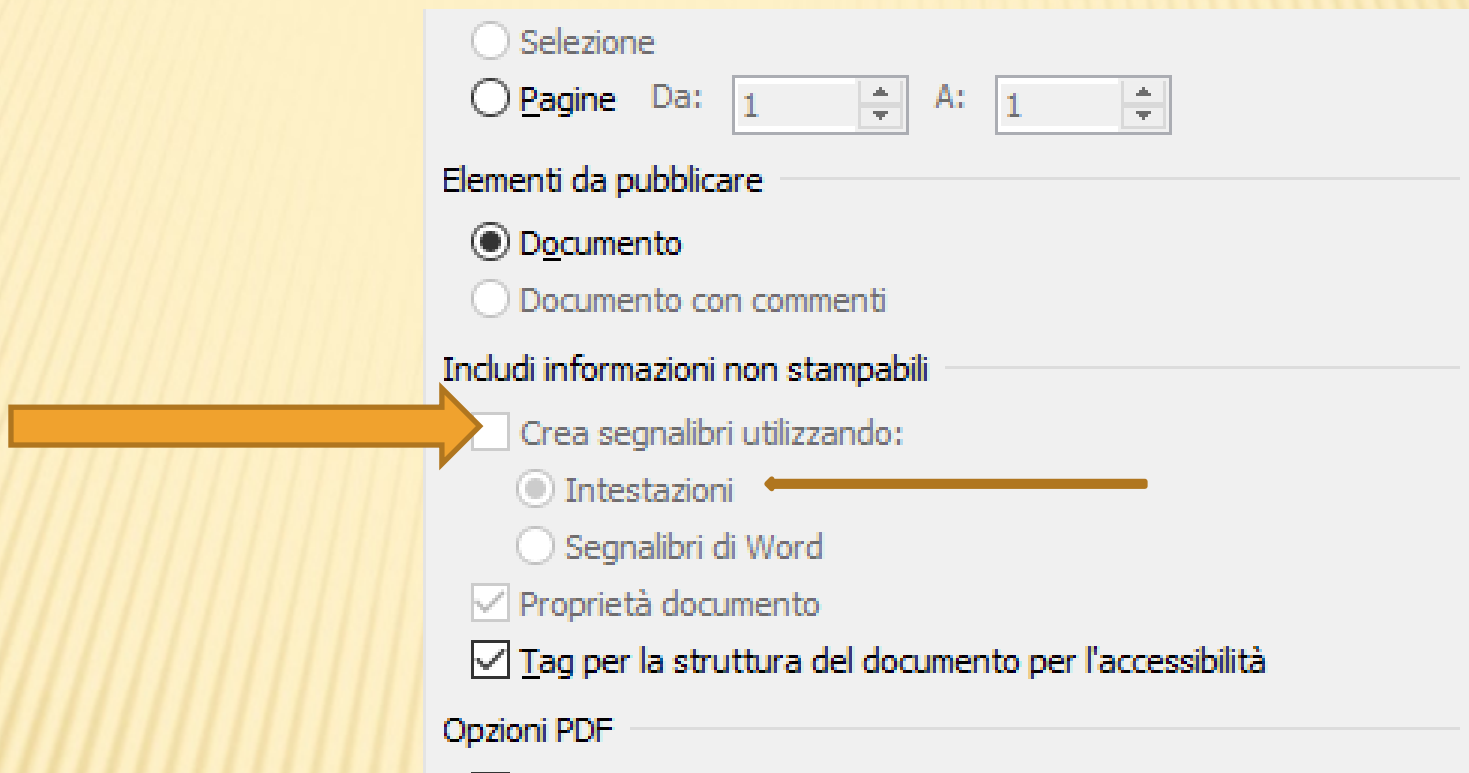 Selezione
Pagine Da: 1 A: 1
Elementi da pubblicare
Documento
Documento con commenti
Includi informazioni non stampabili
Crea segnalibri utilizzando:
Intestazioni
Segnalibri di Word
Proprietà documento
Tag per la struttura del documento per l'accessibilità
Opzioni PDF